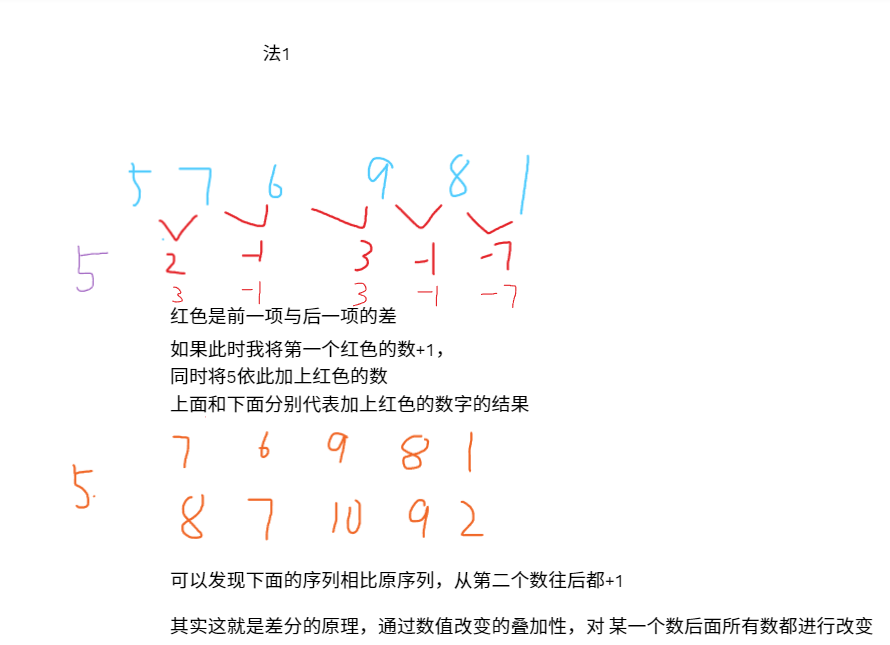 法1
5 7 6 9 8 1
5 2 -1 3 -1 -7
3 -1 3 -1 -7
红色是前一项与后一项的差
如果此时我将第一个红色的数+1，
同时将5依此加上红色的数
上面和下面分别代表加上红色的数字的结果
7 6 9 8 1
5.
8 7 10 9 2
可以发现下面的序列相比原序列，从第二个数往后都+1
其实这就是差分的原理，通过数值改变的叠加性，对 某一个数后面所有数都进行改变